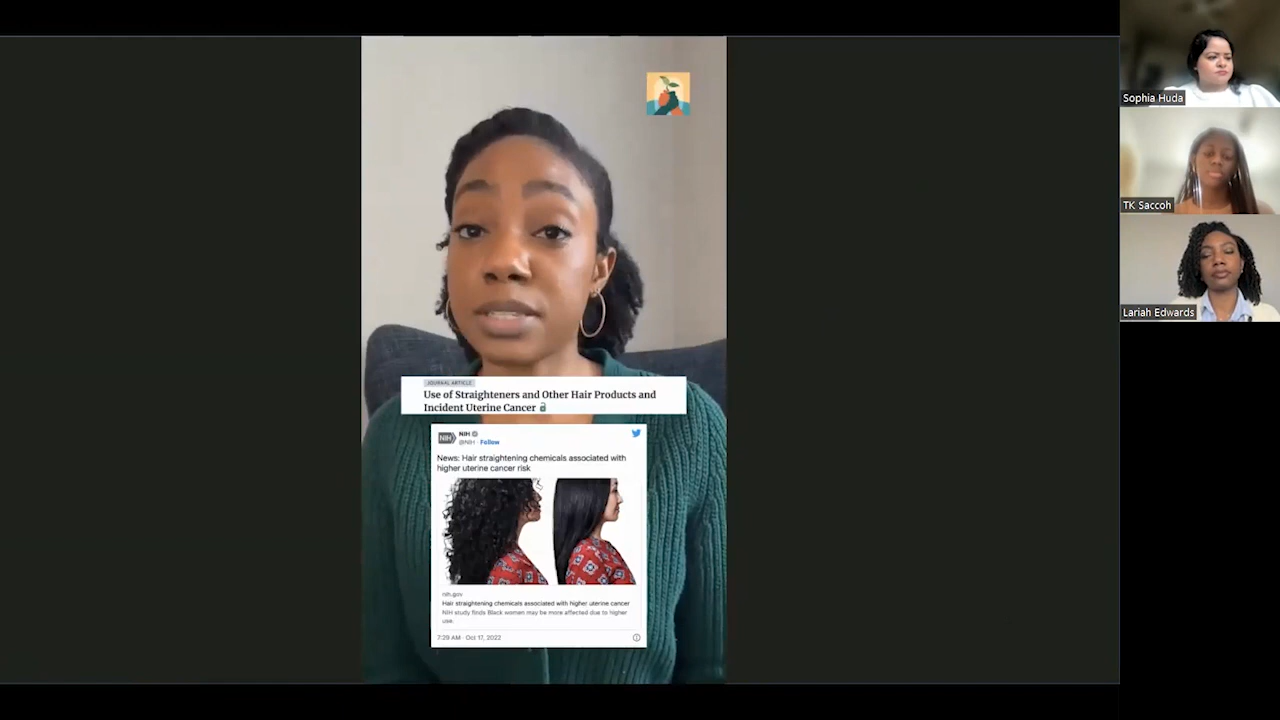 JOURNAL ARTICLE
Use of Straighteners and Other Hair Products and
Incident Uterine Cancer
NIH
NIH
@NIH · Follow
News: Hair straightening chemicals associated with
higher uterine cancer risk
nih.gov
Hair straightening chemicals associated with higher uterine cancer
NIH study finds Black women may be more affected due to higher
use.
7:29 AM · Oct 17, 2022
Sophia Huda
TK Saccoh
Lariah Edwards